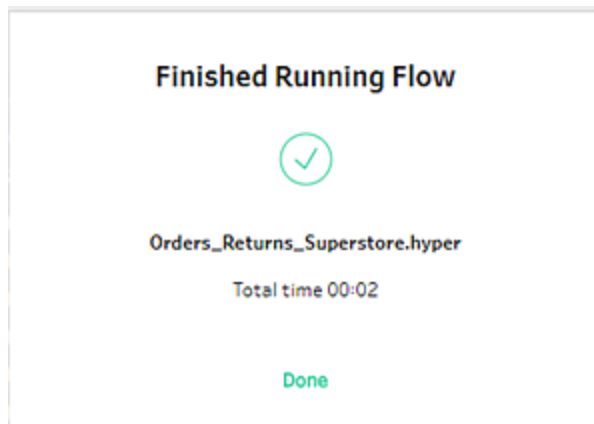 Finished Running Flow
Orders_Returns_Superstore.hyper
Total time 00:02
Done